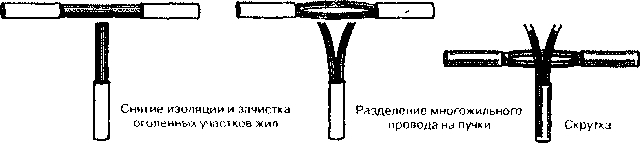 Снятие изоляции и зачистка
оголенных участков жил
Разделение многожильного
провода на пучки
Скрутка